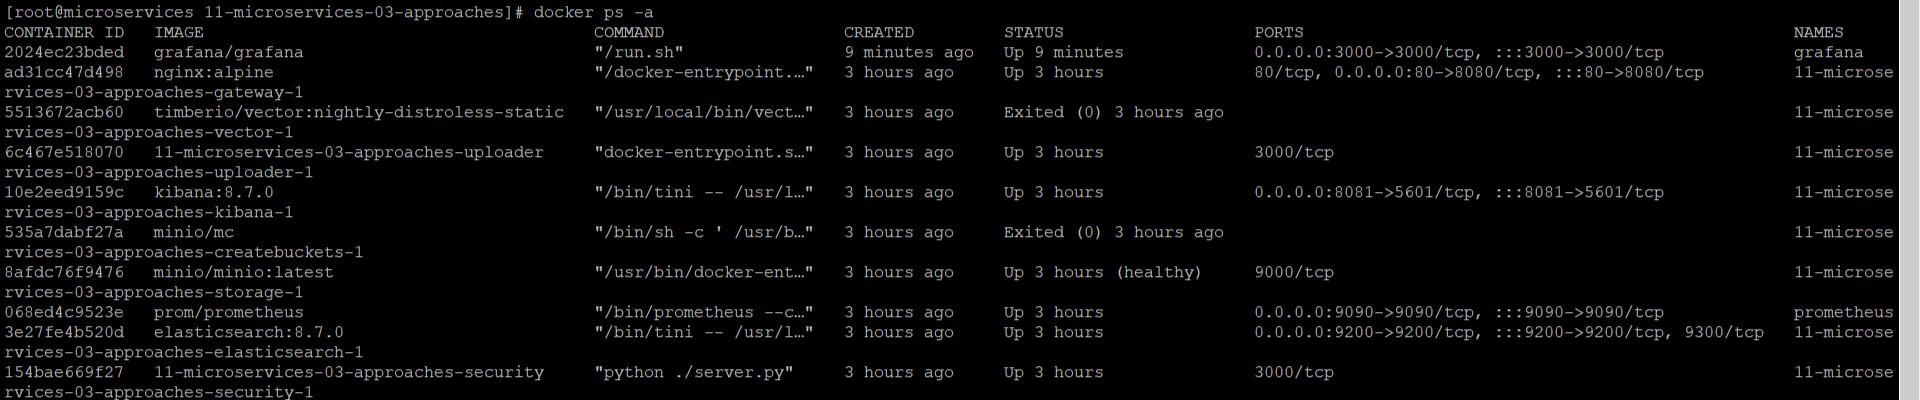 [root@microservices 11-microservices-03-approaches]# docker ps -a
CONTAINER ID   IMAGE                                     COMMAND                  CREATED         STATUS                   PORTS                                                 NAMES
2024ec23bded   grafana/grafana                           "/run.sh"                9 minutes ago   Up 9 minutes             0.0.0.0:3000->3000/tcp, :::3000->3000/tcp             grafana
ad31cc47d498   nginx:alpine                              "/docker-entrypoint.…"   3 hours ago     Up 3 hours               80/tcp, 0.0.0.0:80->8080/tcp, :::80->8080/tcp         11-microse
rvices-03-approaches-gateway-1
5513672acb60   timberio/vector:nightly-distroless-static   "/usr/local/bin/vect…"   3 hours ago     Exited (0) 3 hours ago                                                         11-microse
rvices-03-approaches-vector-1
6c467e518070   11-microservices-03-approaches-uploader   "docker-entrypoint.s…"   3 hours ago     Up 3 hours               3000/tcp                                              11-microse
rvices-03-approaches-uploader-1
10e2eed9159c   kibana:8.7.0                              "/bin/tini -- /usr/l…"   3 hours ago     Up 3 hours               0.0.0.0:8081->5601/tcp, :::8081->5601/tcp             11-microse
rvices-03-approaches-kibana-1
535a7dabf27a   minio/mc                                  "/bin/sh -c ' /usr/b…"   3 hours ago     Exited (0) 3 hours ago                                                         11-microse
rvices-03-approaches-createbuckets-1
8afdc76f9476   minio/minio:latest                        "/usr/bin/docker-ent…"   3 hours ago     Up 3 hours (healthy)     9000/tcp                                              11-microse
rvices-03-approaches-storage-1
068ed4c9523e   prom/prometheus                           "/bin/prometheus --c…"   3 hours ago     Up 3 hours               0.0.0.0:9090->9090/tcp, :::9090->9090/tcp             prometheus
3e27fe4b520d   elasticsearch:8.7.0                       "/bin/tini -- /usr/l…"   3 hours ago     Up 3 hours               0.0.0.0:9200->9200/tcp, :::9200->9200/tcp, 9300/tcp   11-microse
rvices-03-approaches-elasticsearch-1
154bae669f27   11-microservices-03-approaches-security   "python ./server.py"     3 hours ago     Up 3 hours               3000/tcp                                              11-microse
rvices-03-approaches-security-1